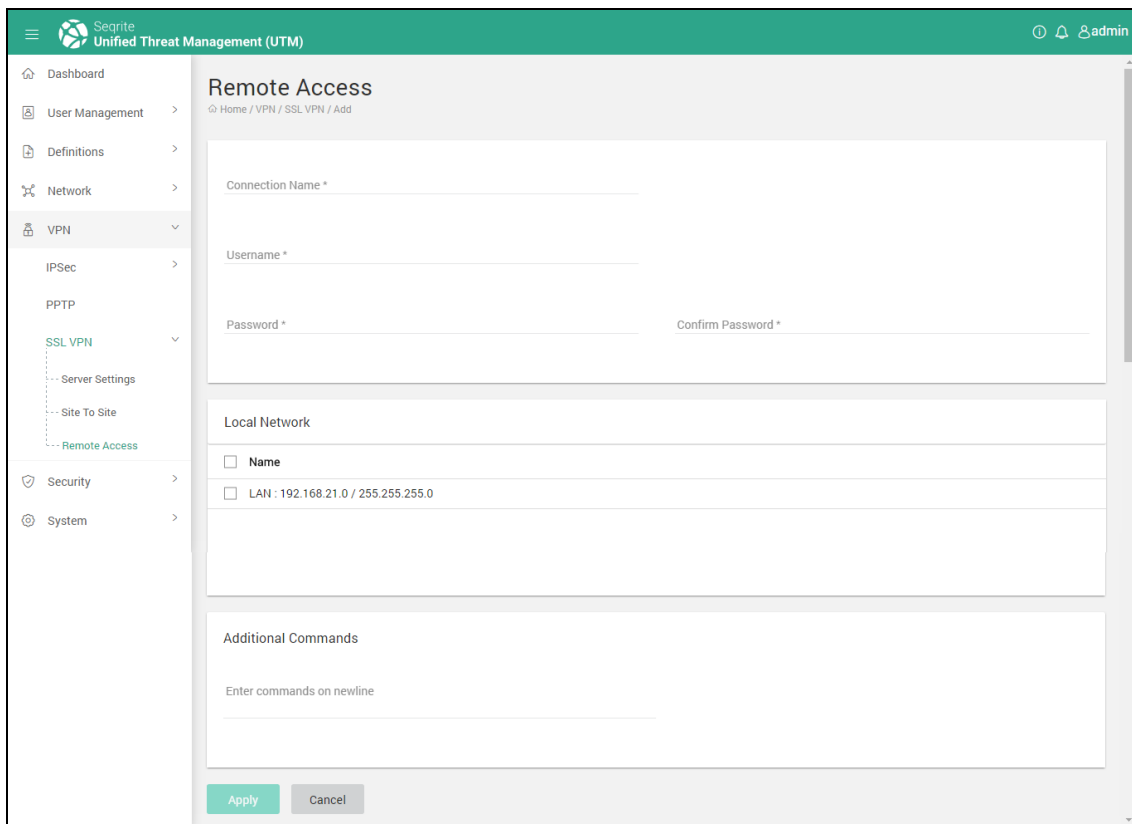 Seqrite
Unified Threat Management (UTM)
admin
Dashboard
User Management
Definitions
Network
VPN
IPSec
PPTP
SSL VPN
Server Settings
Site To Site
Remote Access
Security
System
Remote Access
Home / VPN / SSL VPN / Add
Connection Name *
Username *
Password *
Confirm Password *
Local Network
Name
LAN : 192.168.21.0 / 255.255.255.0
Additional Commands
Enter commands on newline
Apply
Cancel